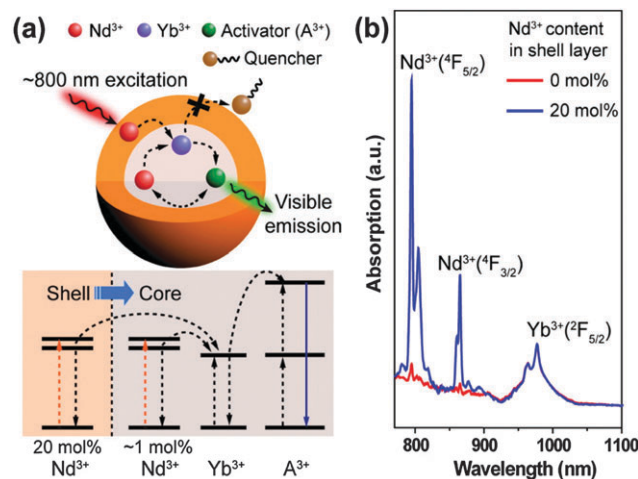 (a)
Nd³⁺ Yb³⁺ Activator (A³⁺)
Quencher
~800 nm excitation
Visible
emission
Shell Core
20 mol% ~1 mol%
Nd³⁺ Nd³⁺ Yb³⁺ A³⁺
(b)
Nd³⁺ content
in shell layer
0 mol%
20 mol%
Nd³⁺(⁴F₅/₂)
Nd³⁺(⁴F₃/₂)
Yb³⁺(²F₅/₂)
Absorption (a.u.)
800 900 1000 1100
Wavelength (nm)